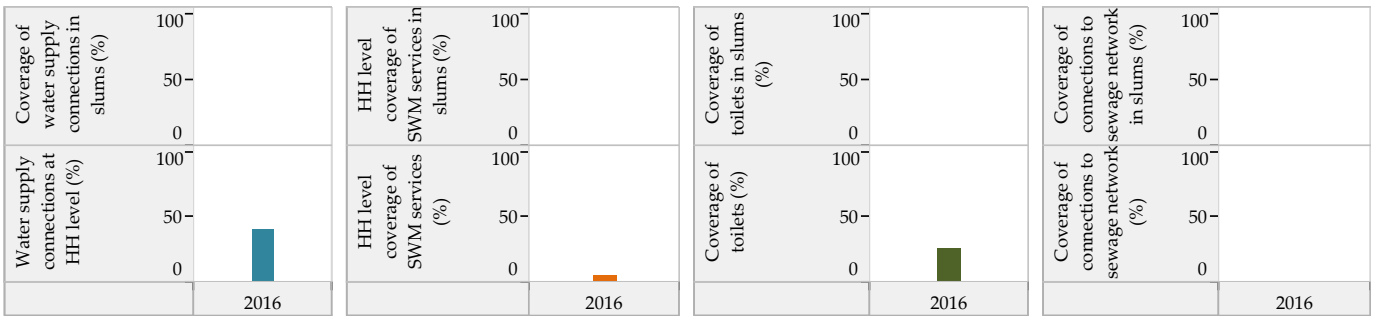 Coverage of
water supply
connections in
slums (%)
100
50
0
Water supply
connections at
HH level (%)
100
50
0
2016
HH level
coverage of
SWM services in
slums (%)
100
50
0
HH level
coverage of
SWM services
(%)
100
50
0
2016
Coverage of
toilets in slums
(%)
100
50
0
Coverage of
toilets (%)
100
50
0
2016
Coverage of
connections to
sewage network
in slums (%)
100
50
0
Coverage of
connections to
sewage network
(%)
100
50
0
2016